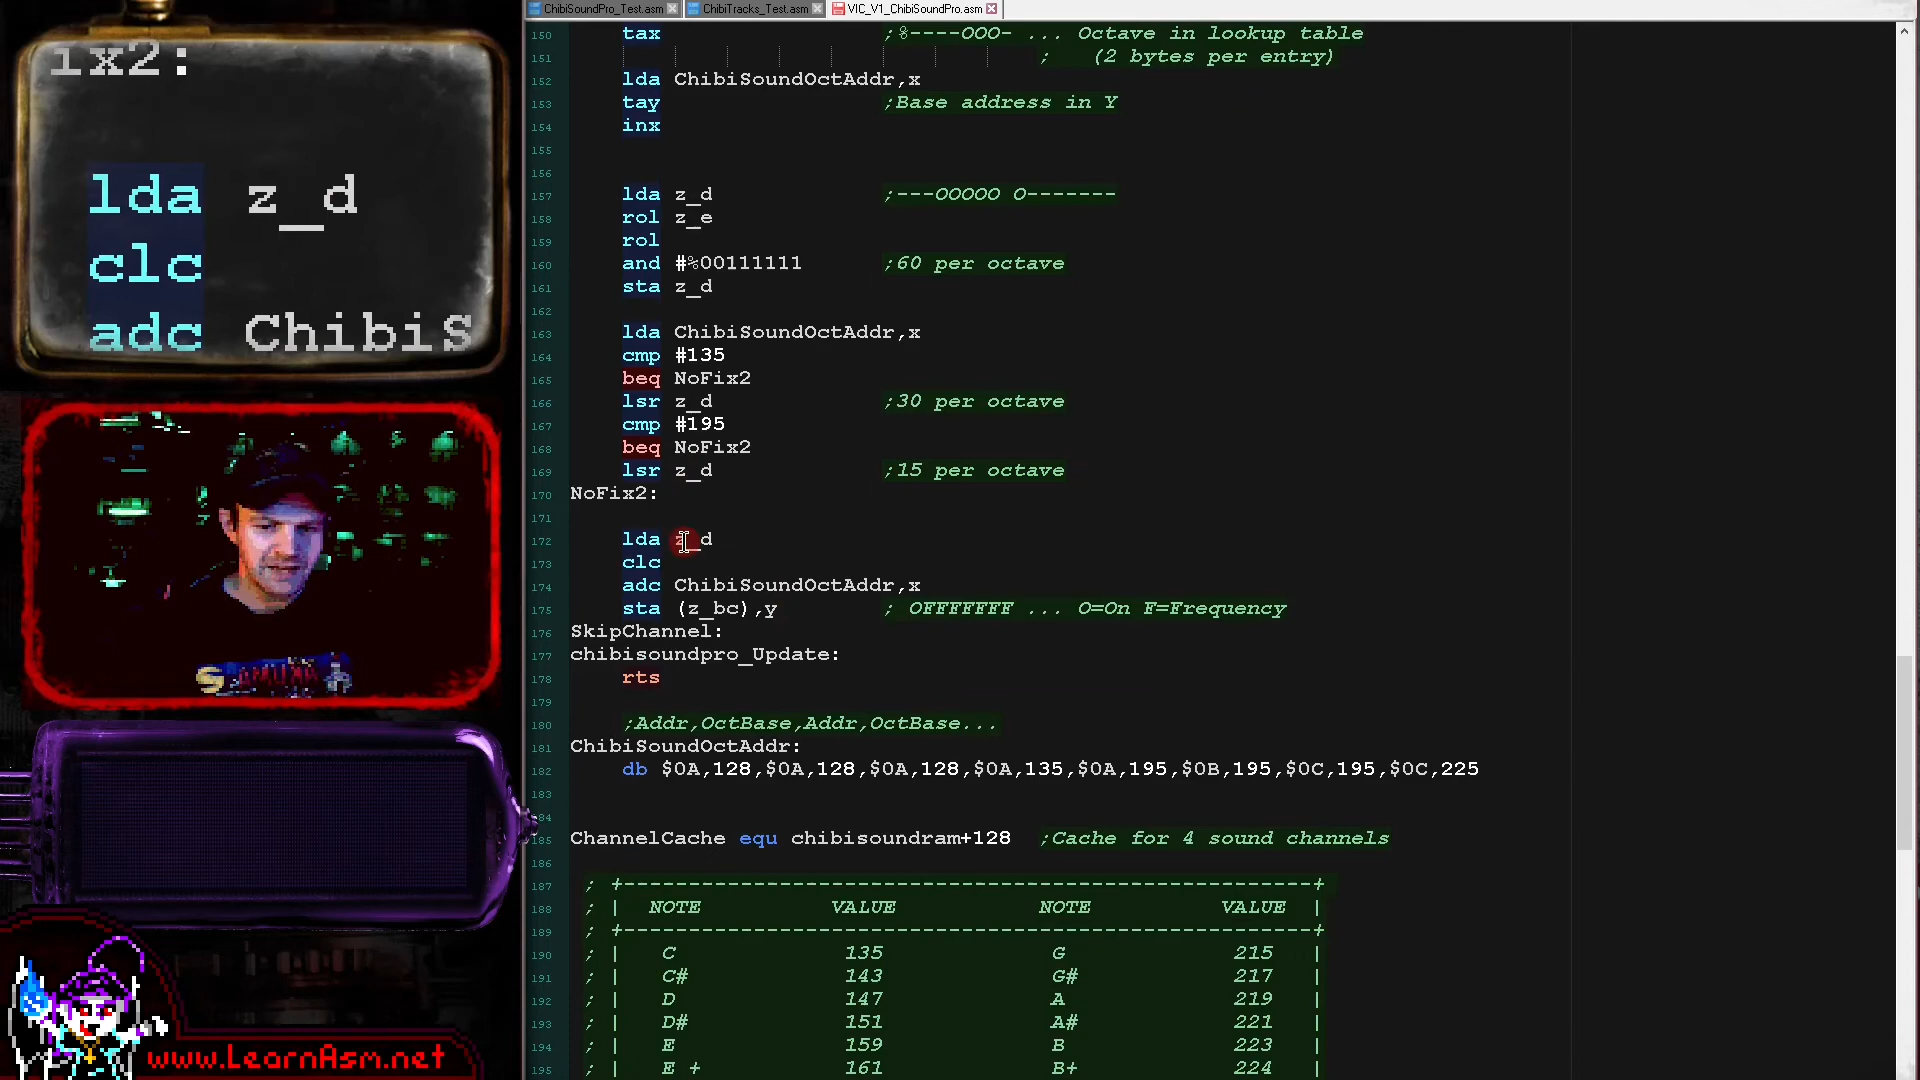 ChibiSoundPro_Test.asm ChibiTracks_Test.asm VIC_V1_ChibiSoundPro.asm
ix2:
lda z_d
clc
adc ChibiS
150 tax ;%----OOO- ... Octave in lookup table
151 ; (2 bytes per entry)
152 lda ChibiSoundOctAddr,x
153 tay ;Base address in Y
154 inx
155
156
157 lda z_d ;---OOOOO O-------
158 rol z_e
159 rol
160 and #%00111111 ;60 per octave
161 sta z_d
162
163 lda ChibiSoundOctAddr,x
164 cmp #135
165 beq NoFix2
166 lsr z_d ;30 per octave
167 cmp #195
168 beq NoFix2
169 lsr z_d ;15 per octave
170 NoFix2:
171
172 lda z_d
173 clc
174 adc ChibiSoundOctAddr,x
175 sta (z_bc),y ; OFFFFFFF ... O=On F=Frequency
176 SkipChannel:
177 chibisoundpro_Update:
178 rts
179
180 ;Addr,OctBase,Addr,OctBase...
181 ChibiSoundOctAddr:
182 db $0A,128,$0A,128,$0A,128,$0A,135,$0A,195,$0B,195,$0C,195,$0C,225
183
184
185 ChannelCache equ chibisoundram+128 ;Cache for 4 sound channels
186
187 ; +------------------------------------------------------+
188 ; | NOTE VALUE NOTE VALUE |
189 ; +------------------------------------------------------+
190 ; | C 135 G 215 |
191 ; | C# 143 G# 217 |
192 ; | D 147 A 219 |
193 ; | D# 151 A# 221 |
194 ; | E 159 B 223 |
195 ; | E + 161 B+ 224 |
www.LearnAsm.net